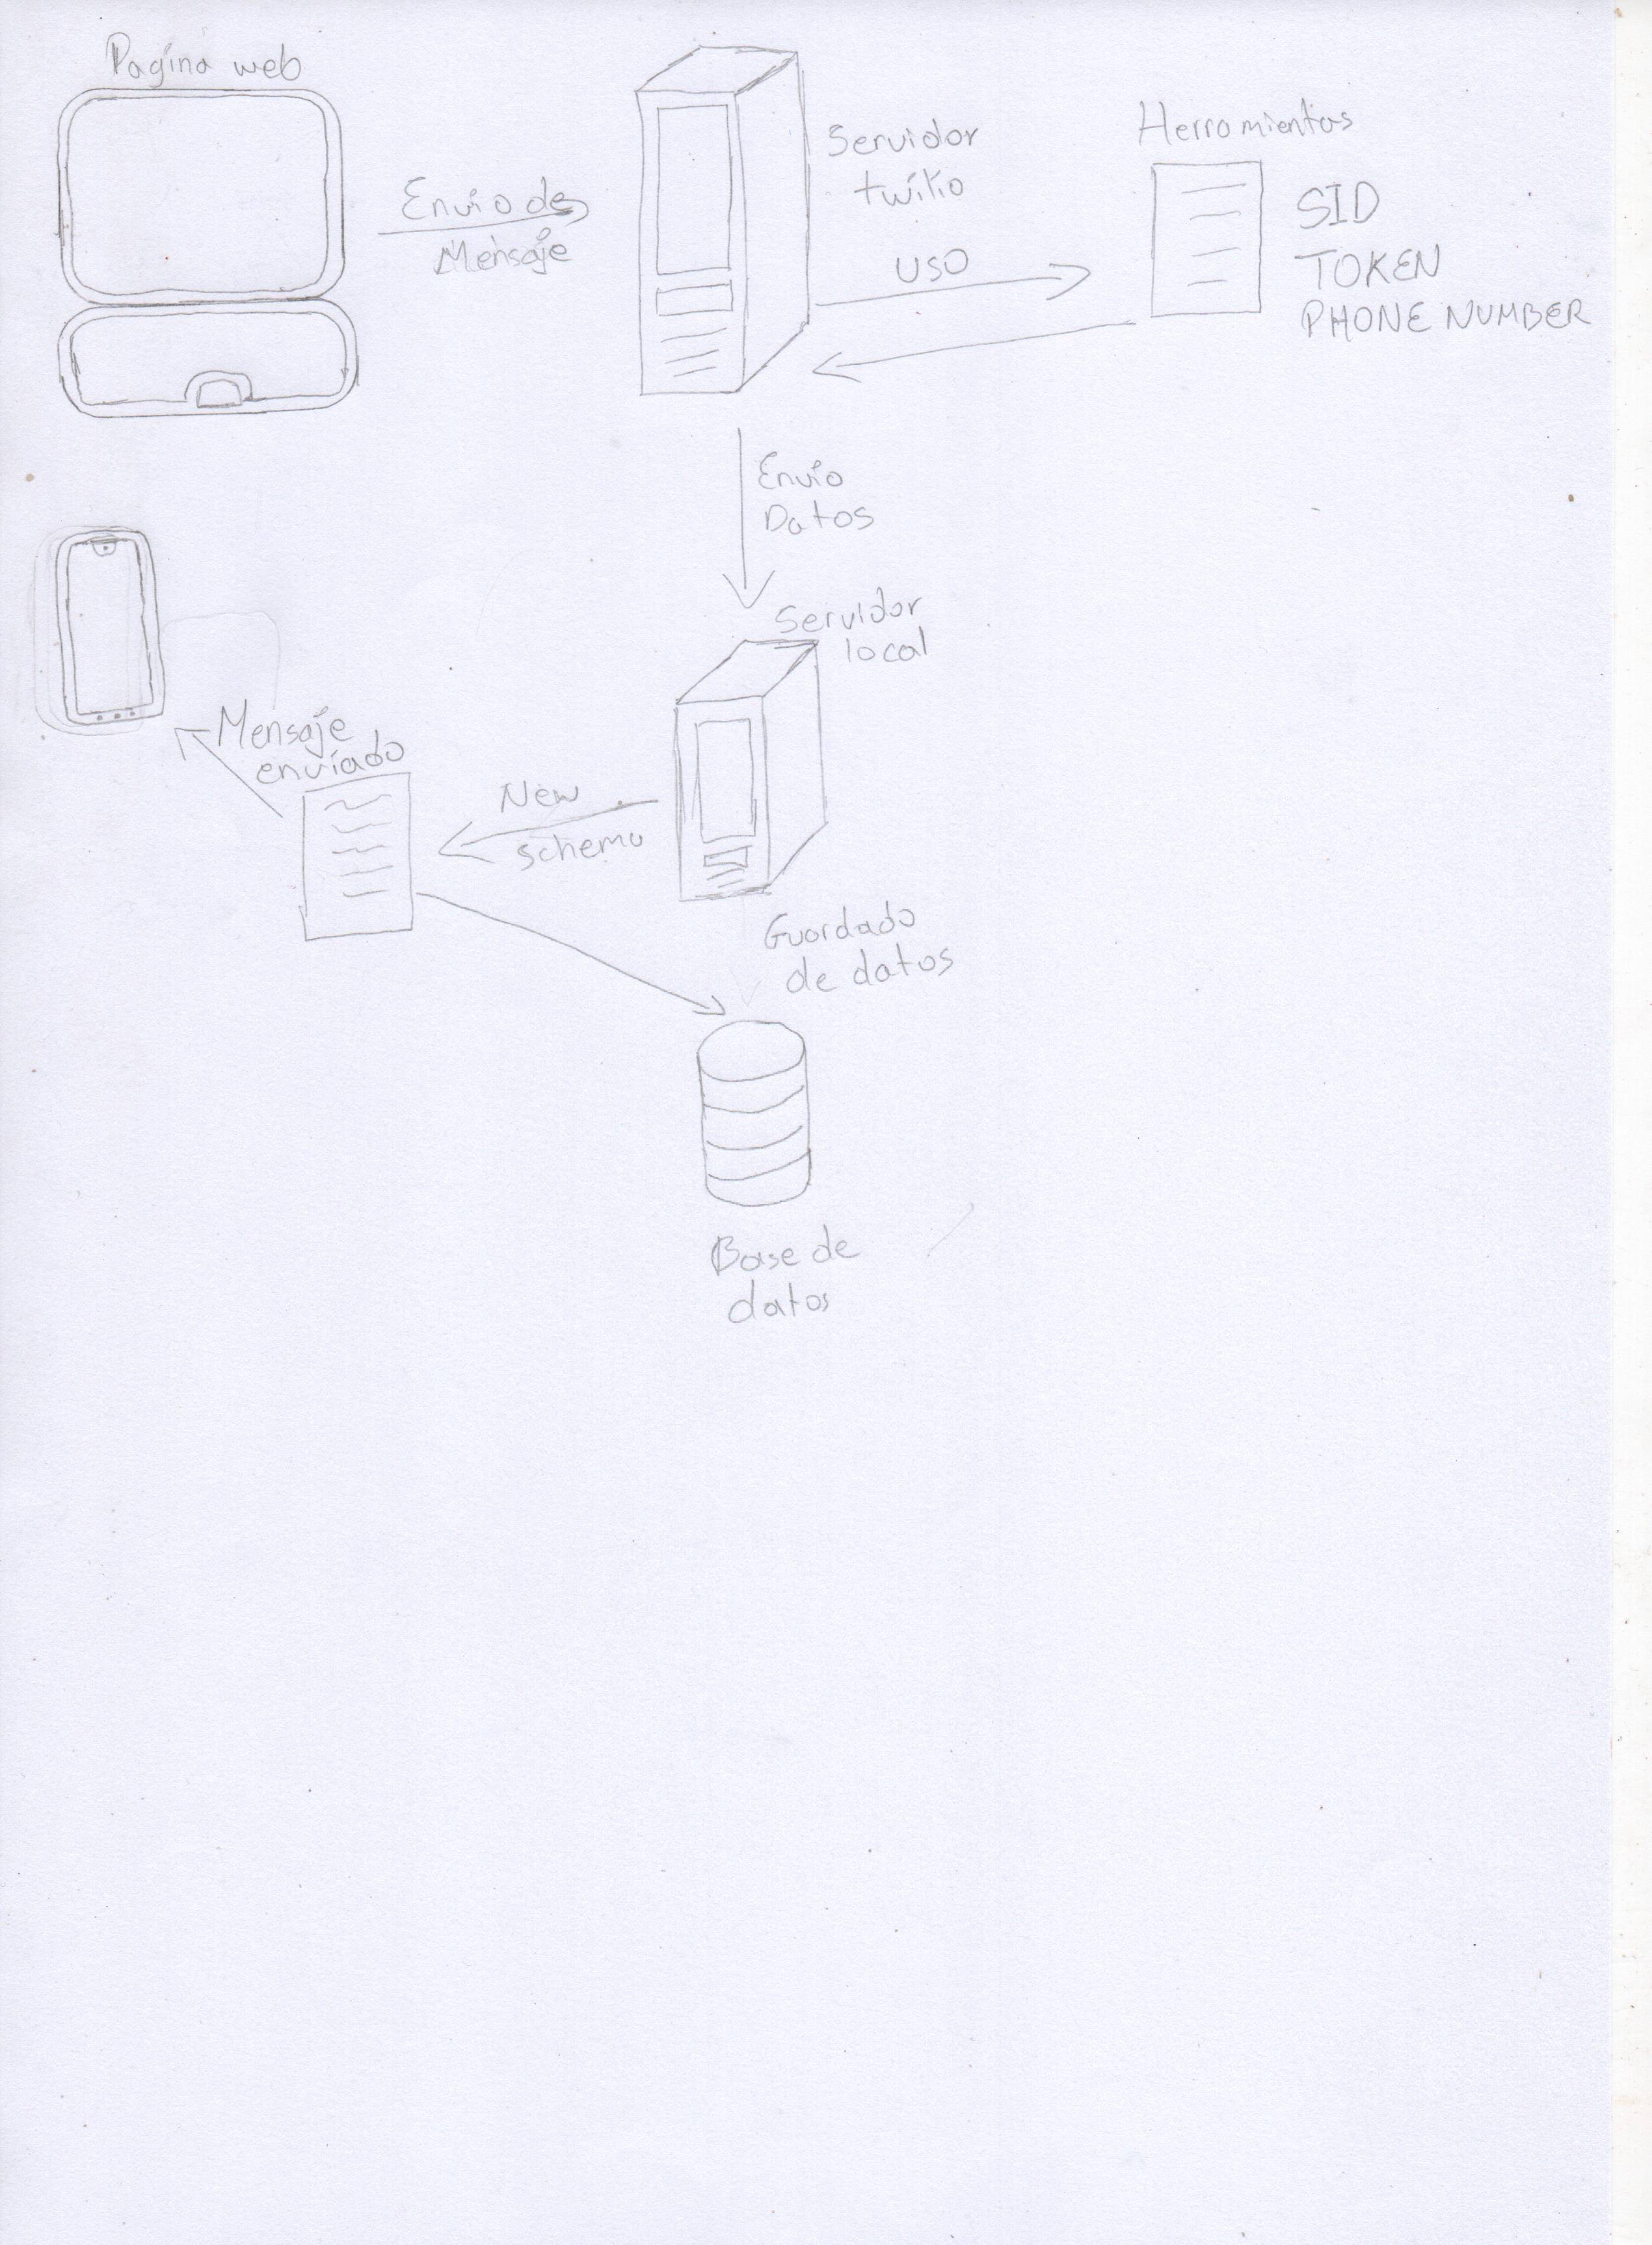 Pagina web
Envio de
Mensaje
Servidor
twilio
USO
Herramientas
SID
TOKEN
PHONE NUMBER
Envio
Datos
Servidor
local
New
schema
Mensaje
enviado
Guardado
de datos
Base de
datos